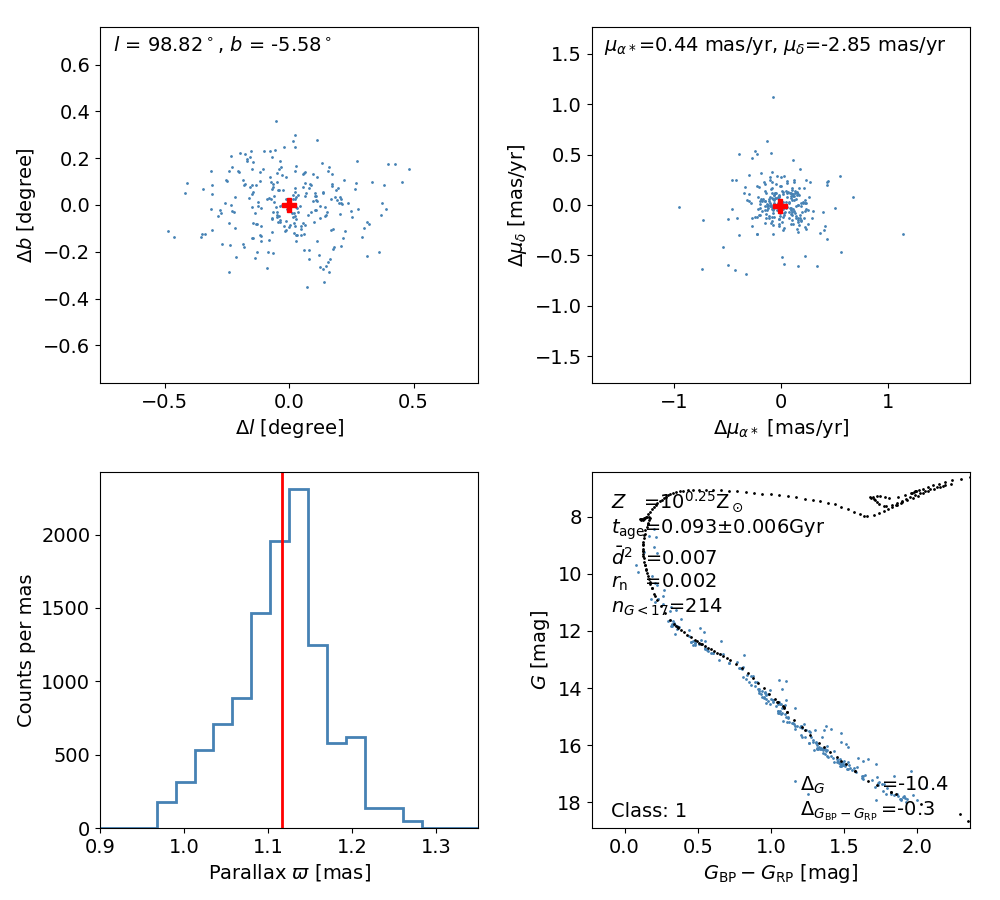 l = 98.82°, b = -5.58°
0.6
0.4
0.2
0.0
−0.2
−0.4
−0.6
Δb [degree]
−0.5
0.0
0.5
Δl [degree]
μα∗=0.44 mas/yr, μδ=-2.85 mas/yr
1.5
1.0
0.5
0.0
−0.5
−1.0
−1.5
Δμδ [mas/yr]
−1
0
1
Δμα∗ [mas/yr]
2000
1500
1000
500
0
Counts per mas
0.9
1.0
1.1
1.2
1.3
Parallax ϖ [mas]
Z =10^0.25 Z⊙
t_age=0.093±0.006Gyr
d̄² =0.007
r_n =0.002
n_G<17=214
8
10
12
14
16
18
G [mag]
Δ_G =-10.4
Δ_GBP−GRP =-0.3
Class: 1
0.0
0.5
1.0
1.5
2.0
G_BP − G_RP [mag]